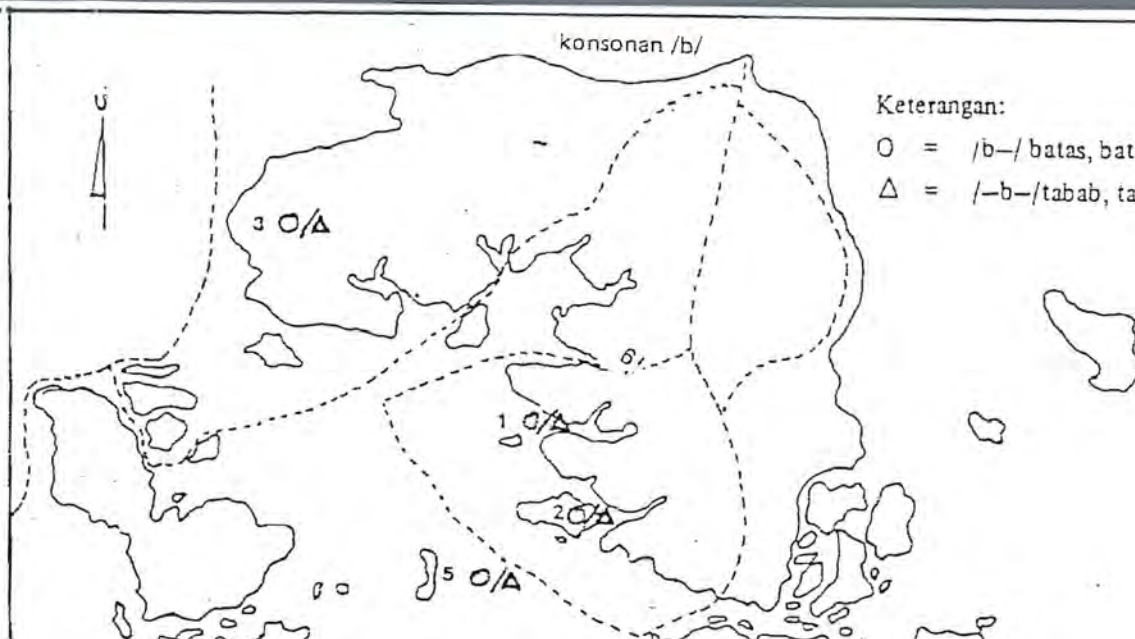 konsonan /b/
U
Keterangan:
O = /b–/ batas, bat
Δ = /–b–/tabab, ta
3 O/Δ
6
1 O/Δ
2 O/Δ
5 O/Δ